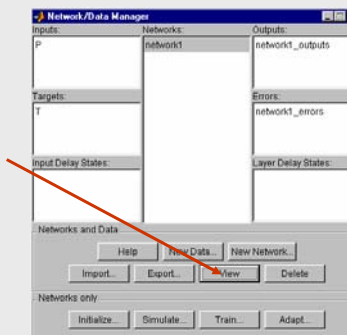 Network/Data Manager
Inputs: Networks: Outputs:
P network1 network1_outputs
Targets: Errors:
T network1_errors
Input Delay States: Layer Delay States:
Networks and Data
Help New Data... New Network...
Import... Export... View Delete
Networks only
Initialize... Simulate... Train... Adapt...